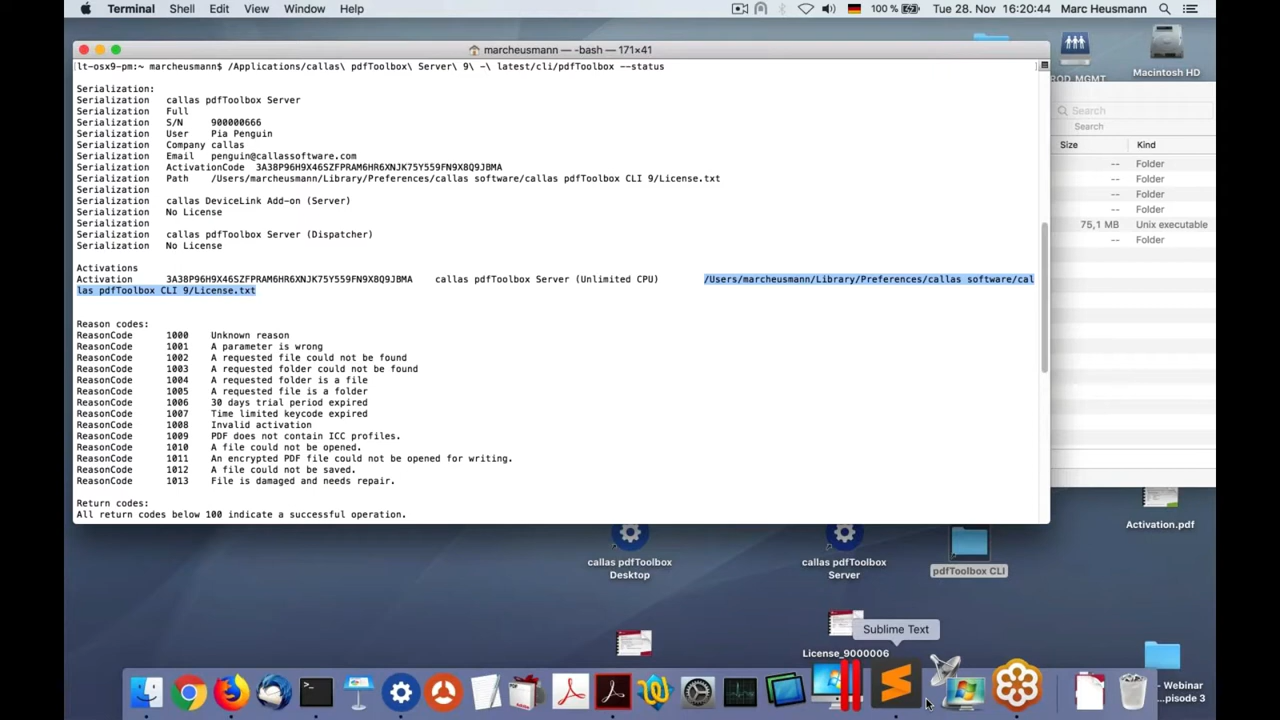 Terminal Shell Edit View Window Help 100 % Tue 28. Nov 16:20:44 Marc Heusmann
marcheusmann — -bash — 171×41
lt-osx9-pm:~ marcheusmann$ /Applications/callas\ pdfToolbox\ Server\ 9\ -\ latest/cli/pdfToolbox --status
Serialization:
Serialization callas pdfToolbox Server
Serialization Full
Serialization S/N 900000666
Serialization User Pia Penguin
Serialization Company callas
Serialization Email penguin@callassoftware.com
Serialization ActivationCode 3A38P96H9X46SZFPRAM6HR6XNJK75Y559FN9X8Q9JBMA
Serialization Path /Users/marcheusmann/Library/Preferences/callas software/callas pdfToolbox CLI 9/License.txt
Serialization
Serialization callas DeviceLink Add-on (Server)
Serialization No License
Serialization
Serialization callas pdfToolbox Server (Dispatcher)
Serialization No License
Activations
Activation 3A38P96H9X46SZFPRAM6HR6XNJK75Y559FN9X8Q9JBMA callas pdfToolbox Server (Unlimited CPU) /Users/marcheusmann/Library/Preferences/callas software/cal
las pdfToolbox CLI 9/License.txt
Reason codes:
ReasonCode 1000 Unknown reason
ReasonCode 1001 A parameter is wrong
ReasonCode 1002 A requested file could not be found
ReasonCode 1003 A requested folder could not be found
ReasonCode 1004 A requested file is a folder
ReasonCode 1005 A requested file is a folder
ReasonCode 1006 30 days trial period expired
ReasonCode 1007 Time limited keycode expired
ReasonCode 1008 Invalid activation
ReasonCode 1009 PDF does not contain ICC profiles.
ReasonCode 1010 A file could not be opened.
ReasonCode 1011 An encrypted PDF file could not be opened for writing.
ReasonCode 1012 A file could not be saved.
ReasonCode 1013 File is damaged and needs repair.
Return codes:
All return codes below 100 indicate a successful operation.
Macintosh HD
Search
Search
Size Kind
-- Folder
-- Folder
-- Folder
-- Folder
75,1 MB Unix executable
-- Folder
Activation.pdf
callas pdfToolbox
Desktop
callas pdfToolbox
Server
pdfToolbox CLI
Sublime Text
License_9000006
- Webinar
...pisode 3